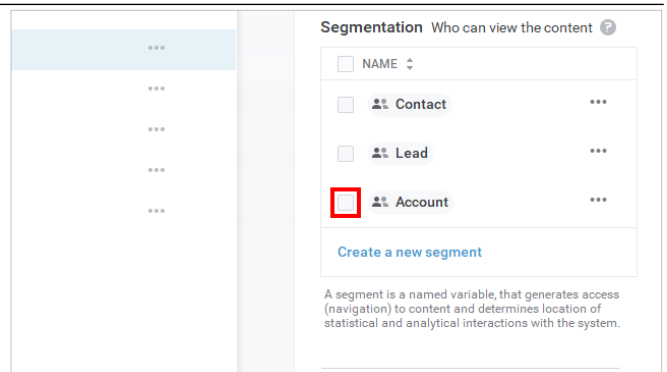 Segmentation Who can view the content ?
NAME
Contact
Lead
Account
Create a new segment
A segment is a named variable, that generates access
(navigation) to content and determines location of
statistical and analytical interactions with the system.